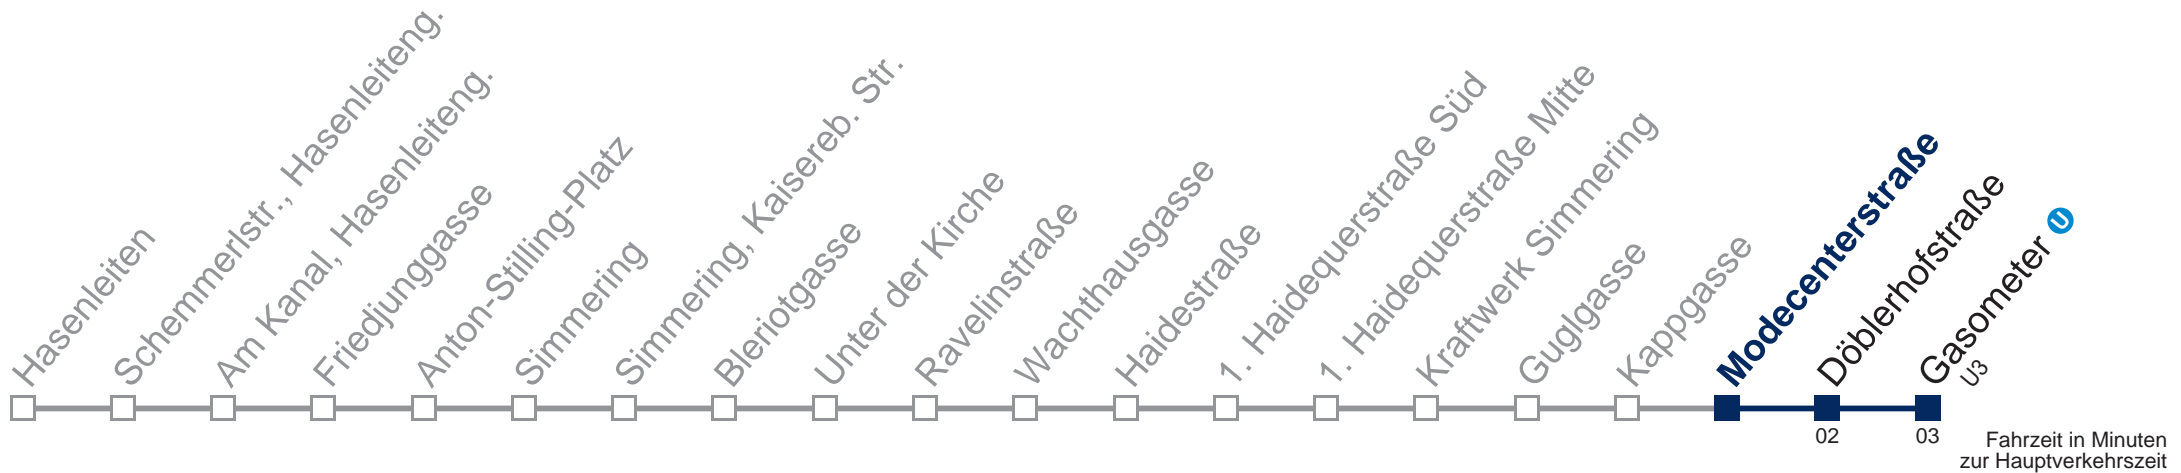 Hasenleiten
Schemmerlstr., Hasenleiteng.
Am Kanal, Hasenleiteng.
Friedjunggasse
Anton-Stilling-Platz
Simmering
Simmering, Kaisereb. Str.
Bleriotgasse
Unter der Kirche
Ravelinstraße
Wachthausgasse
Haidestraße
1. Haidequerstraße Süd
1. Haidequerstraße Mitte
Kraftwerk Simmering
Guglgasse
Kappgasse
Modecenterstraße
Döblerhofstraße
Gasometer U
U3
02
03
Fahrzeit in Minuten
zur Hauptverkehrszeit